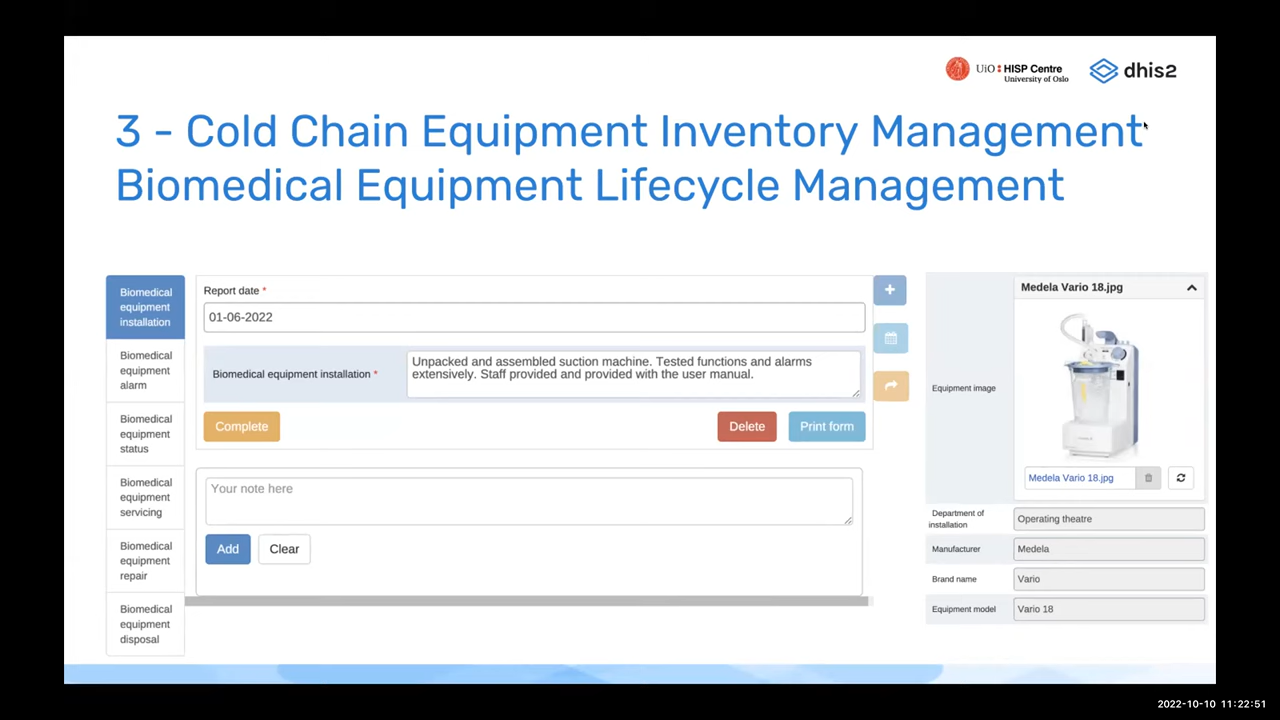 UiO HISP Centre
University of Oslo
dhis2
3 - Cold Chain Equipment Inventory Management
Biomedical Equipment Lifecycle Management
Biomedical
equipment
installation
Biomedical
equipment
alarm
Biomedical
equipment
status
Biomedical
equipment
servicing
Biomedical
equipment
repair
Biomedical
equipment
disposal
Report date *
01-06-2022
Biomedical equipment installation *
Unpacked and assembled suction machine. Tested functions and alarms
extensively. Staff provided and provided with the user manual.
Complete
Delete
Print form
Your note here
Add
Clear
Equipment image
Medela Vario 18.jpg
Medela Vario 18.jpg
Department of
installation
Operating theatre
Manufacturer
Medela
Brand name
Vario
Equipment model
Vario 18
2022-10-10 11:22:51